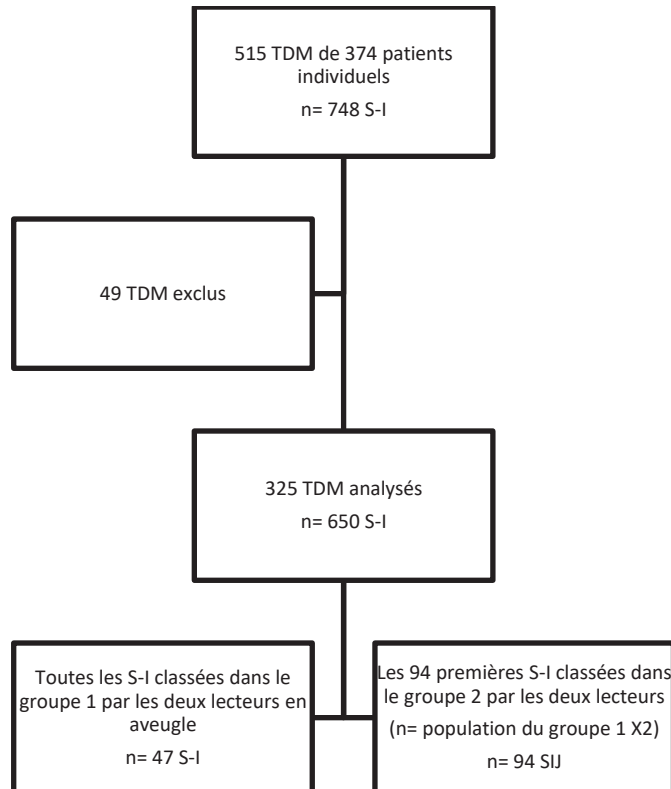 515 TDM de 374 patients
individuels
n= 748 S-I
49 TDM exclus
325 TDM analysés
n= 650 S-I
Toutes les S-I classées dans le
groupe 1 par les deux lecteurs en
aveugle
n= 47 S-I
Les 94 premières S-I classées dans
le groupe 2 par les deux lecteurs
(n= population du groupe 1 X2)
n= 94 SIJ